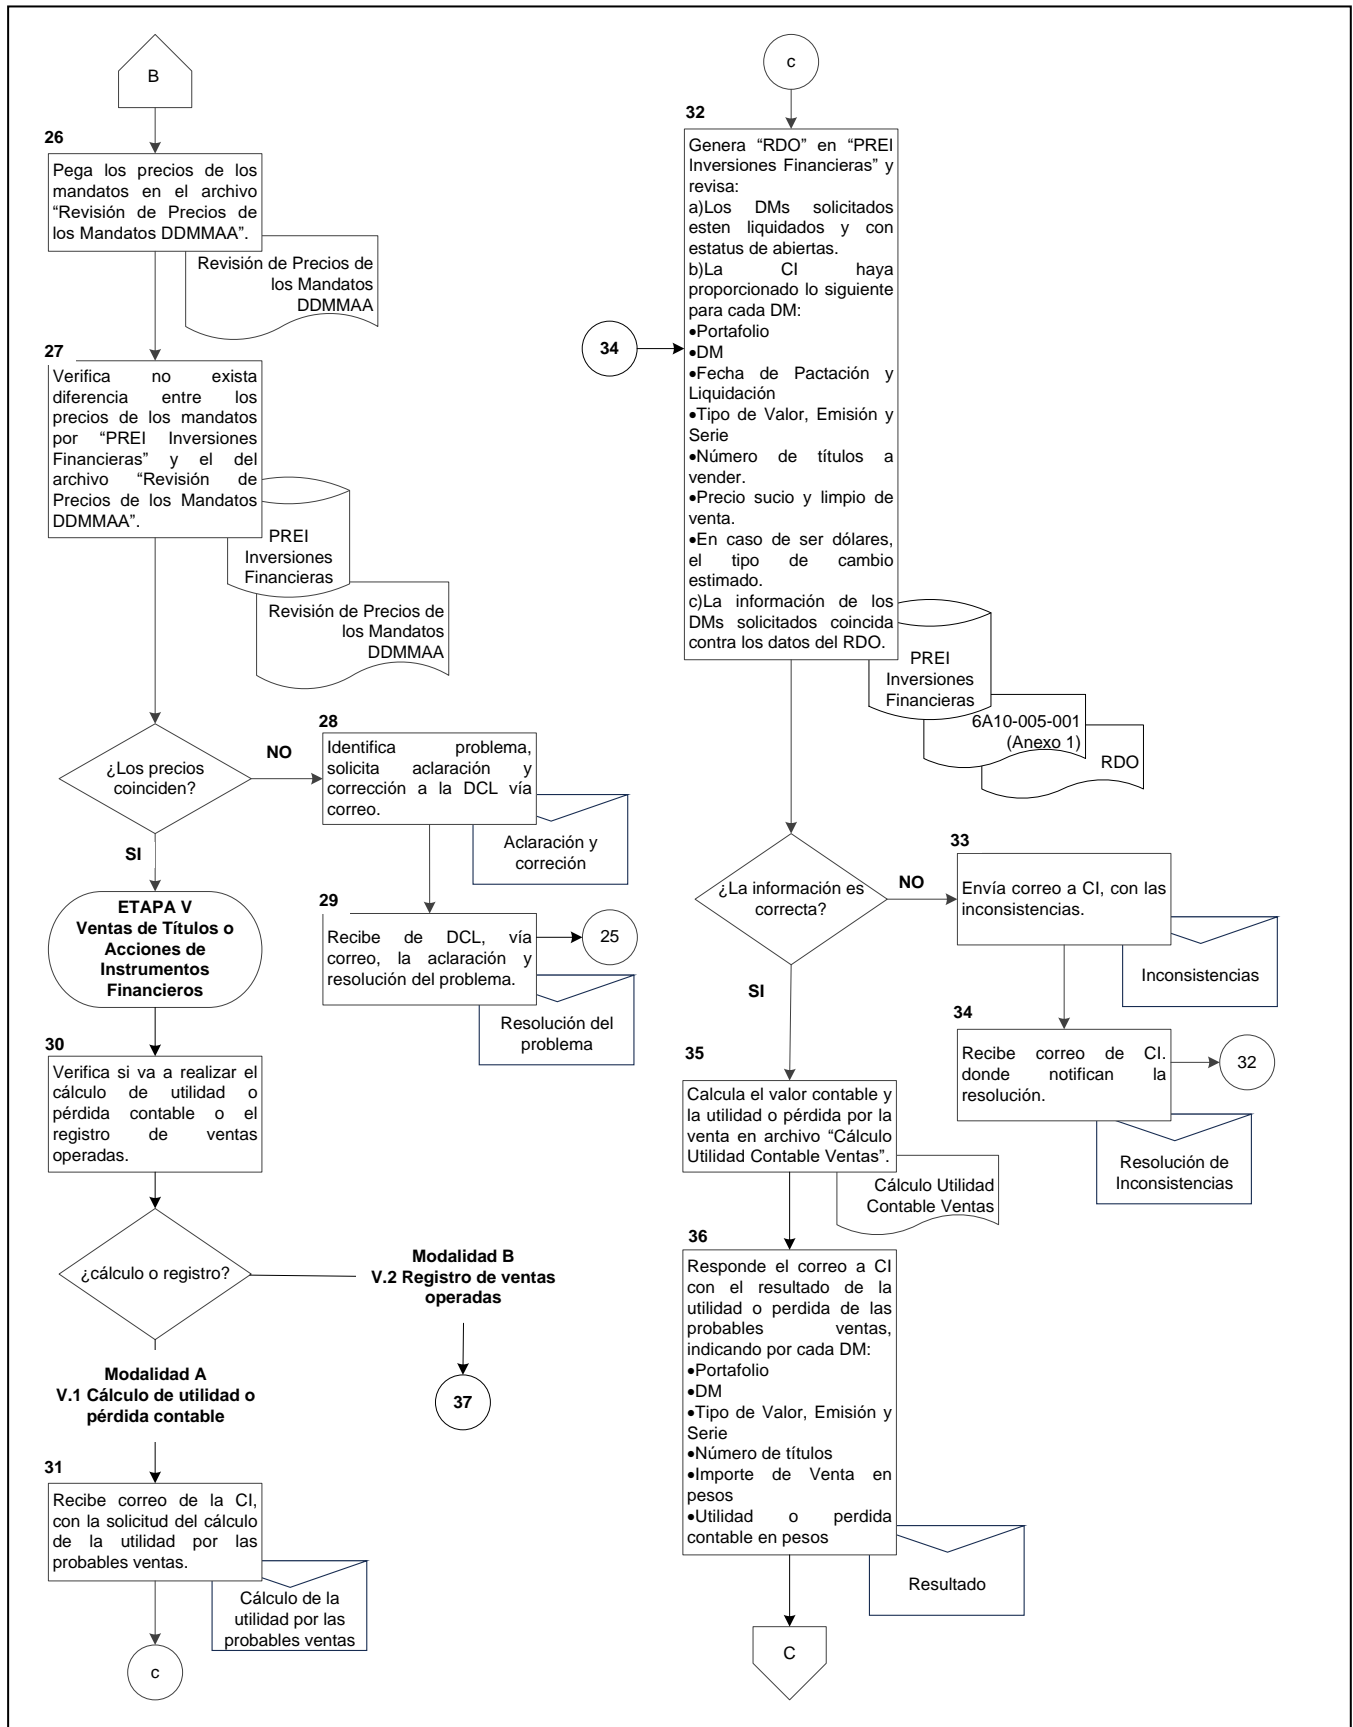 B
26
Pega los precios de los
mandatos en el archivo
“Revisión de Precios de
los Mandatos DDMMAA”.
Revisión de Precios de
los Mandatos
DDMMAA
27
Verifica no exista
diferencia entre los
precios de los mandatos
por “PREI Inversiones
Financieras” y el del
archivo “Revisión de
Precios de los Mandatos
DDMMAA”.
PREI
Inversiones
Financieras
Revisión de Precios de
los Mandatos
DDMMAA
¿Los precios
coinciden?
NO
SI
28
Identifica problema,
solicita aclaración y
corrección a la DCL vía
correo.
Aclaración y
correción
29
Recibe de DCL, vía
correo, la aclaración y
resolución del problema.
25
Resolución del
problema
ETAPA V
Ventas de Títulos o
Acciones de
Instrumentos
Financieros
30
Verifica si va a realizar el
cálculo de utilidad o
pérdida contable o el
registro de ventas
operadas.
¿cálculo o registro?
Modalidad B
V.2 Registro de ventas
operadas
37
Modalidad A
V.1 Cálculo de utilidad o
pérdida contable
31
Recibe correo de la CI,
con la solicitud del cálculo
de la utilidad por las
probables ventas.
Cálculo de la
utilidad por las
probables ventas
c
c
32
Genera “RDO” en “PREI
Inversiones Financieras” y
revisa:
a)Los DMs solicitados
esten liquidados y con
estatus de abiertas.
b)La CI haya
proporcionado lo siguiente
para cada DM:
•Portafolio
•DM
•Fecha de Pactación y
Liquidación
•Tipo de Valor, Emisión y
Serie
•Número de títulos a
vender.
•Precio sucio y limpio de
venta.
•En caso de ser dólares,
el tipo de cambio
estimado.
c)La información de los
DMs solicitados coincida
contra los datos del RDO.
34
PREI
Inversiones
Financieras
6A10-005-001
(Anexo 1)
RDO
¿La información es
correcta?
NO
SI
33
Envía correo a CI, con las
inconsistencias.
Inconsistencias
34
Recibe correo de CI.
donde notifican la
resolución.
32
Resolución de
Inconsistencias
35
Calcula el valor contable y
la utilidad o pérdida por la
venta en archivo “Cálculo
Utilidad Contable Ventas”.
Cálculo Utilidad
Contable Ventas
36
Responde el correo a CI
con el resultado de la
utilidad o perdida de las
probables ventas,
indicando por cada DM:
•Portafolio
•DM
•Tipo de Valor, Emisión y
Serie
•Número de títulos
•Importe de Venta en
pesos
•Utilidad o perdida
contable en pesos
Resultado
C